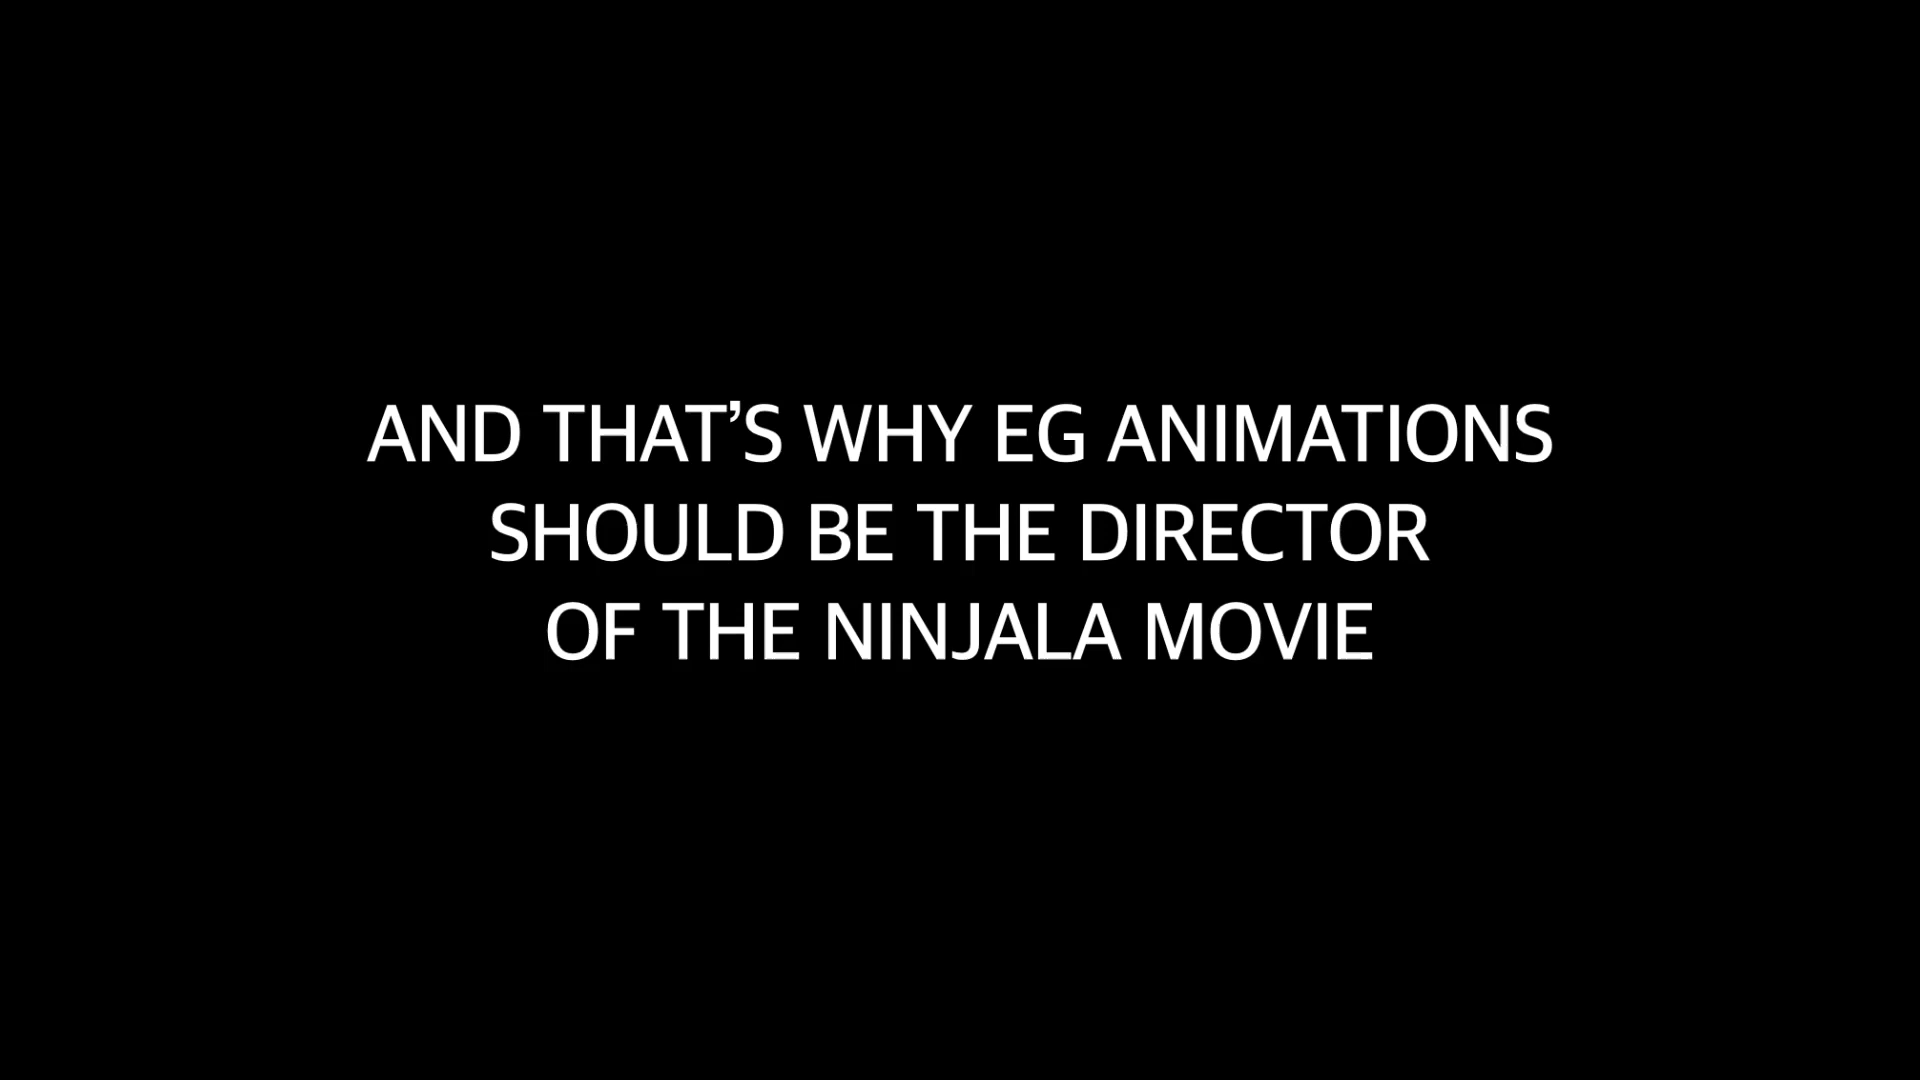 AND THAT’S WHY EG ANIMATIONS
SHOULD BE THE DIRECTOR
OF THE NINJALA MOVIE